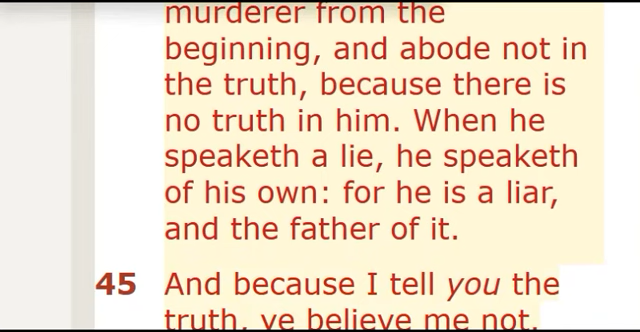 murderer from the
beginning, and abode not in
the truth, because there is
no truth in him. When he
speaketh a lie, he speaketh
of his own: for he is a liar,
and the father of it.
45 And because I tell you the
truth, ye believe me not.